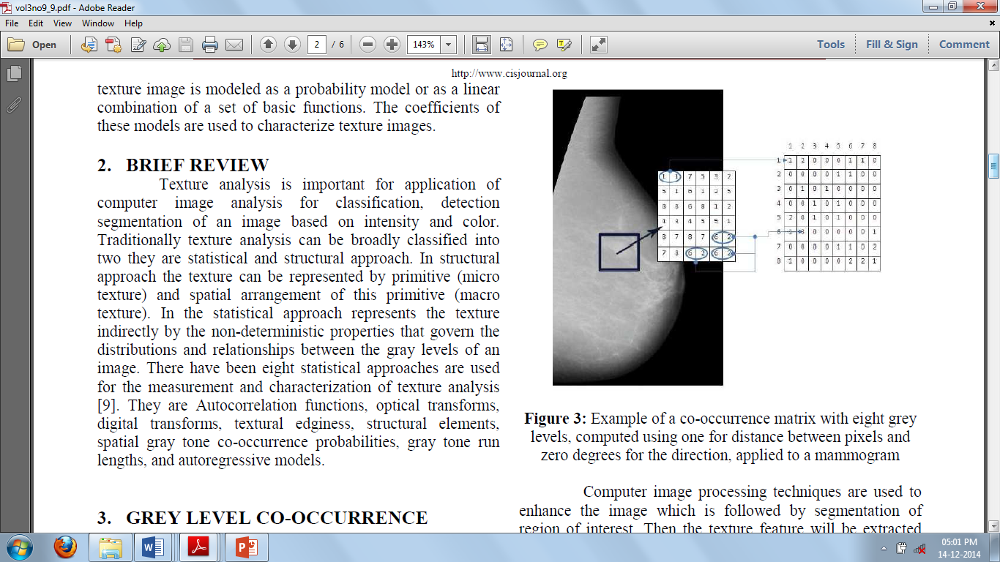 vol3no9_9.pdf - Adobe Reader
File Edit View Window Help
Open 2 / 6 143% Tools Fill & Sign Comment
http://www.cisjournal.org
texture image is modeled as a probability model or as a linear
combination of a set of basic functions. The coefficients of
these models are used to characterize texture images.
2. BRIEF REVIEW
Texture analysis is important for application of
computer image analysis for classification, detection
segmentation of an image based on intensity and color.
Traditionally texture analysis can be broadly classified into
two they are statistical and structural approach. In structural
approach the texture can be represented by primitive (micro
texture) and spatial arrangement of this primitive (macro
texture). In the statistical approach represents the texture
indirectly by the non-deterministic properties that govern the
distributions and relationships between the gray levels of an
image. There have been eight statistical approaches are used
for the measurement and characterization of texture analysis
[9]. They are Autocorrelation functions, optical transforms,
digital transforms, textural edginess, structural elements,
spatial gray tone co-occurrence probabilities, gray tone run
lengths, and autoregressive models.
3. GREY LEVEL CO-OCCURRENCE
1 1 7 5 3 2
5 1 6 1 2 5
8 8 6 8 1 2
4 3 4 5 5 1
8 7 8 7 6 2
7 8 6 2 6 2
1 2 3 4 5 6 7 8
1 1 2 0 0 0 1 1 0
2 0 0 0 0 1 1 0 0
3 0 1 0 1 0 0 0 0
4 0 0 1 0 1 0 0 0
5 2 0 1 0 1 0 0 0
6 1 3 0 0 0 0 0 1
7 0 0 0 0 1 1 0 2
8 1 0 0 0 0 2 2 1
Figure 3: Example of a co-occurrence matrix with eight grey
levels, computed using one for distance between pixels and
zero degrees for the direction, applied to a mammogram
Computer image processing techniques are used to
enhance the image which is followed by segmentation of
region of interest. Then the texture feature will be extracted
05:01 PM
14-12-2014